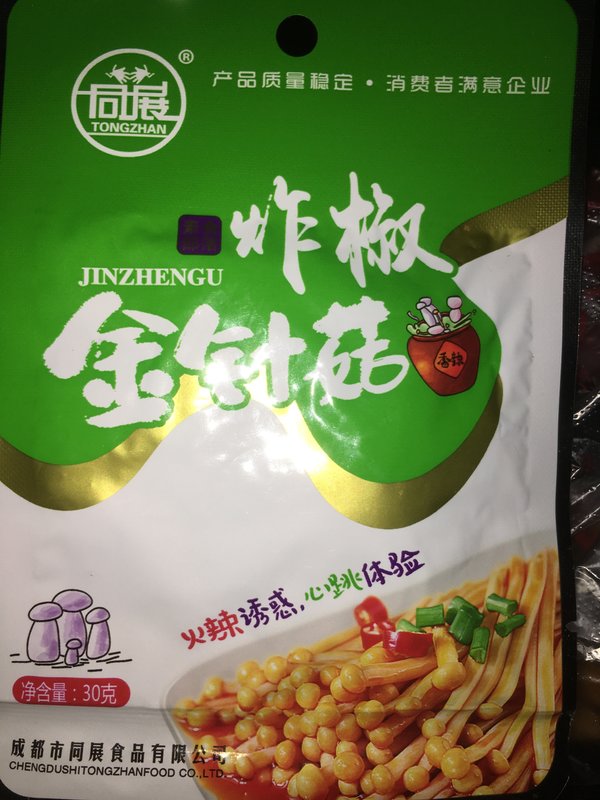 同展
TONGZHAN
®
产品质量稳定·消费者满意企业
炸椒
JINZHENGU
金针菇
香辣
火辣诱惑,心跳体验
净含量:30克
成都市同展食品有限公司
CHENGDUSHITONGZHANFOOD CO.,LTD.